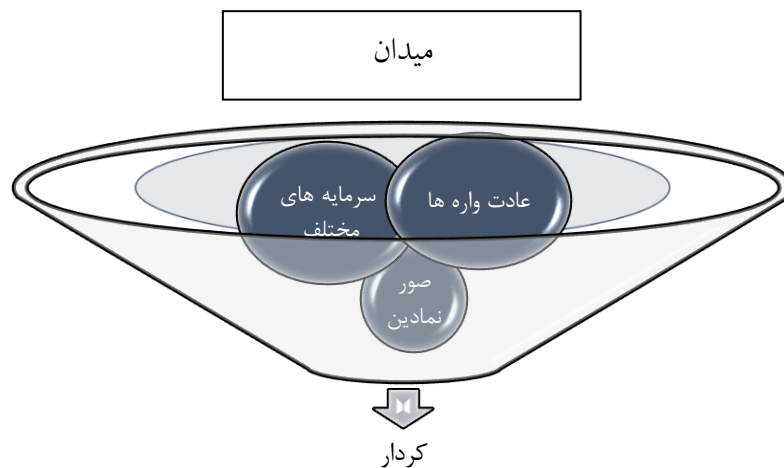 میدان
عادت واره ها
سرمایه های
مختلف
صور
نمادین
کردار